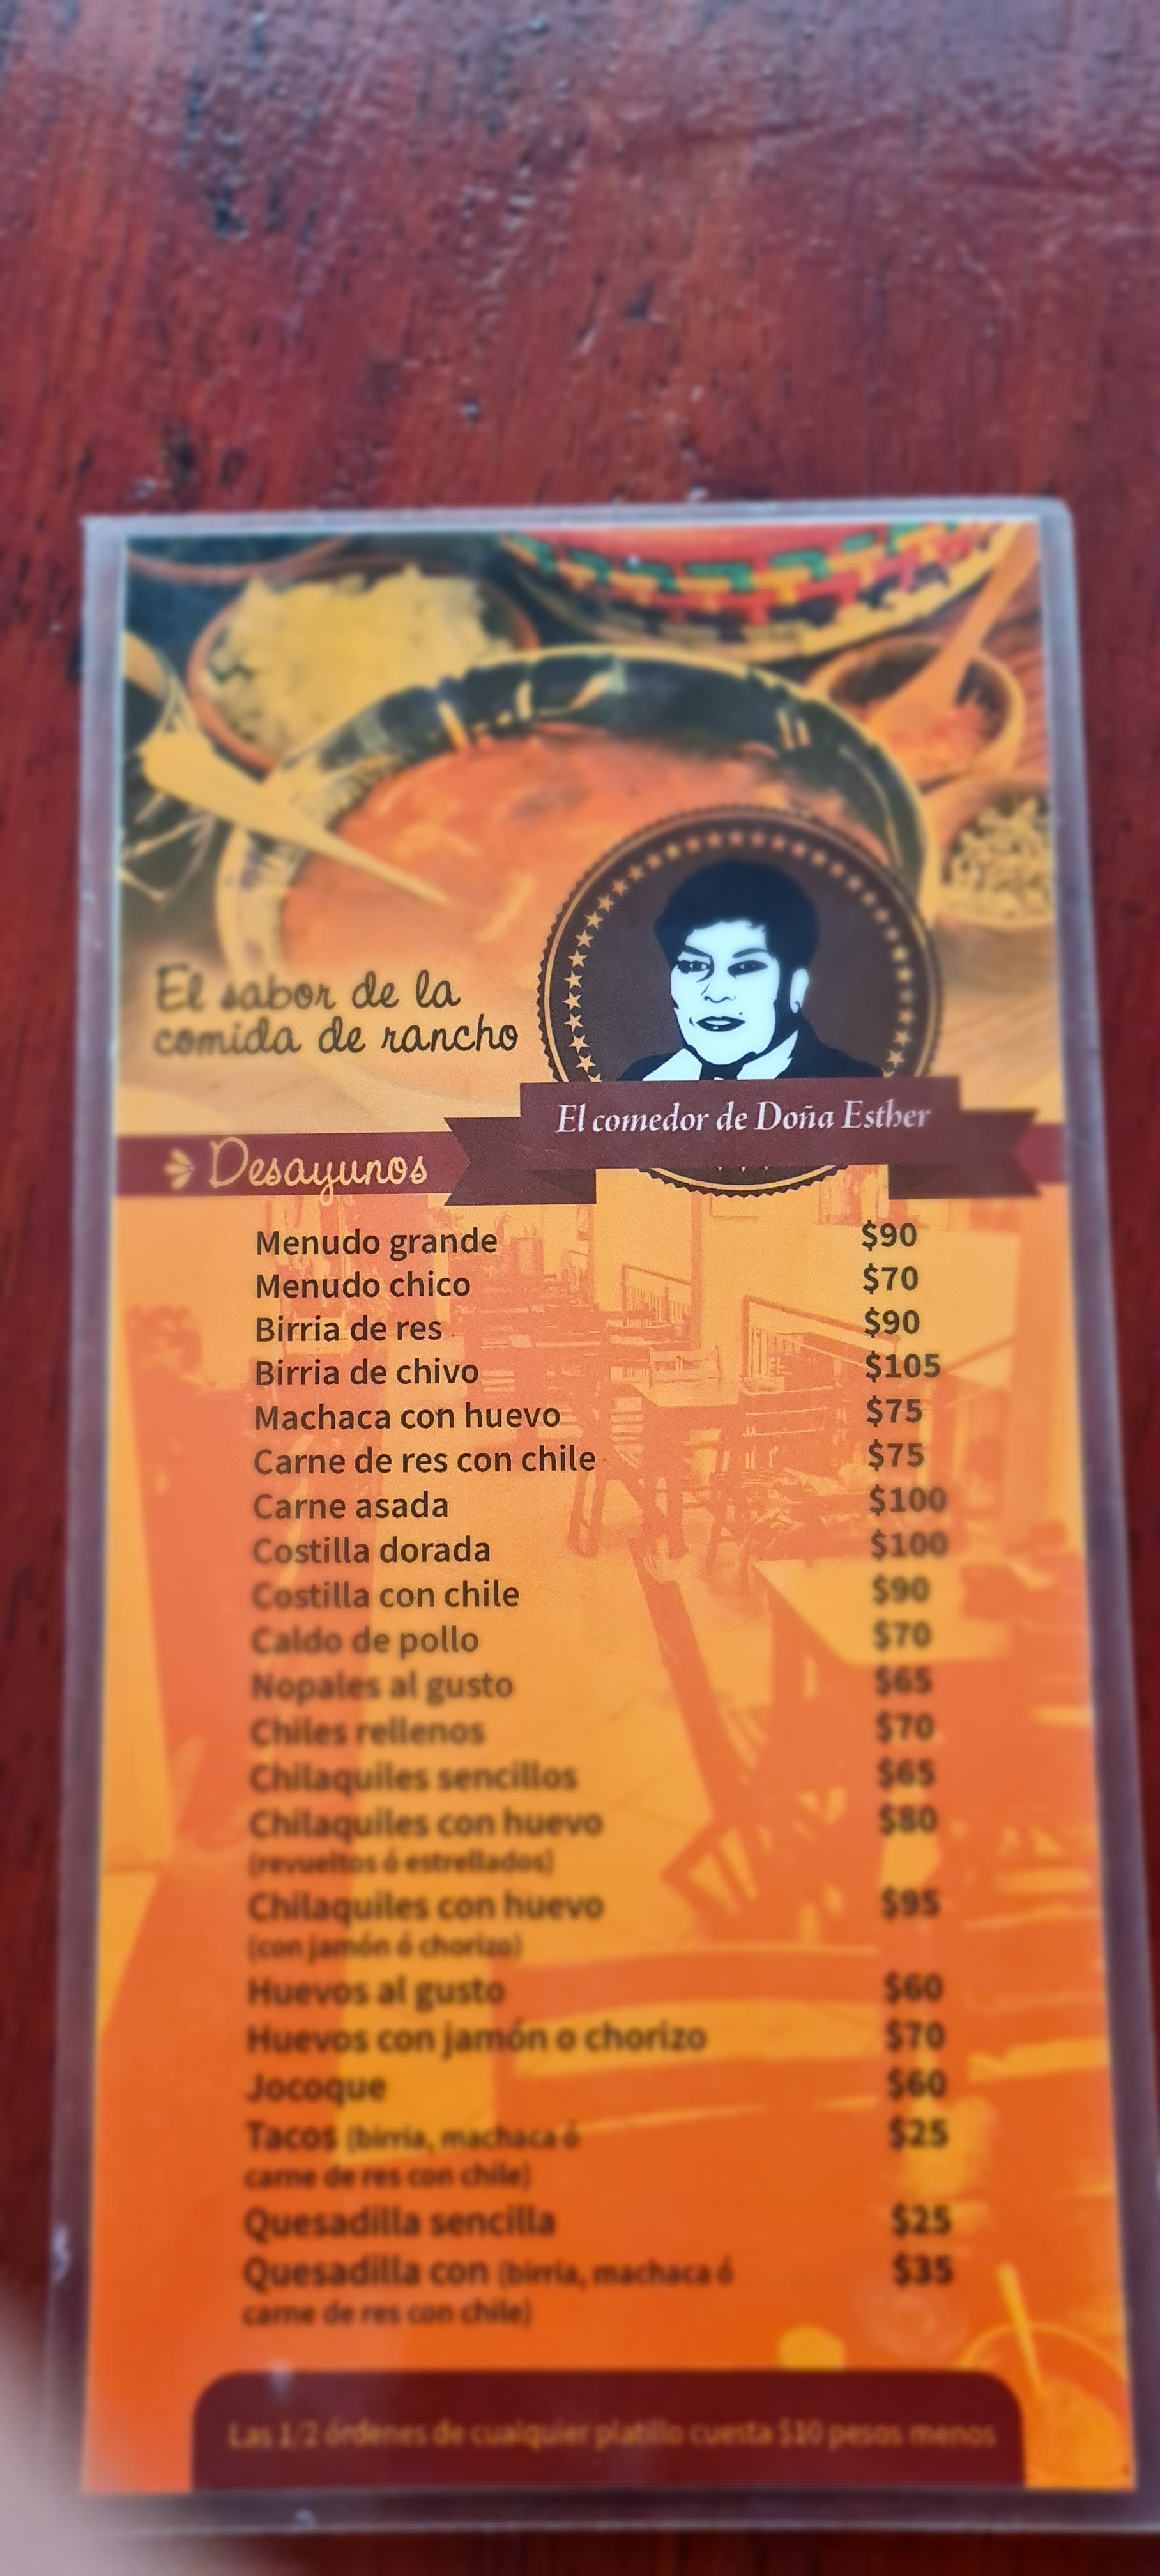 El sabor de la
comida de rancho
El comedor de Doña Esther
Desayunos
Menudo grande $90
Menudo chico $70
Birria de res $90
Birria de chivo $105
Machaca con huevo $75
Carne de res con chile $75
Carne asada $100
Costilla dorada $100
Costilla con chile $90
Caldo de pollo $70
Nopales al gusto $65
Chiles rellenos $70
Chilaquiles sencillos $65
Chilaquiles con huevo $80
(revueltos ó estrellados)
Chilaquiles con huevo $95
(con jamón ó chorizo)
Huevos al gusto $60
Huevos con jamón o chorizo $70
Jocoque $60
Tacos (birria, machaca ó $25
carne de res con chile)
Quesadilla sencilla $25
Quesadilla con (birria, machaca ó $35
carne de res con chile)
Las 1/2 órdenes de cualquier platillo cuesta $10 pesos menos